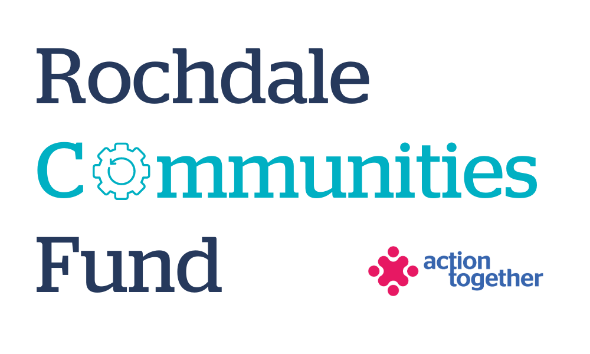 Rochdale
Communities
Fund
action
together